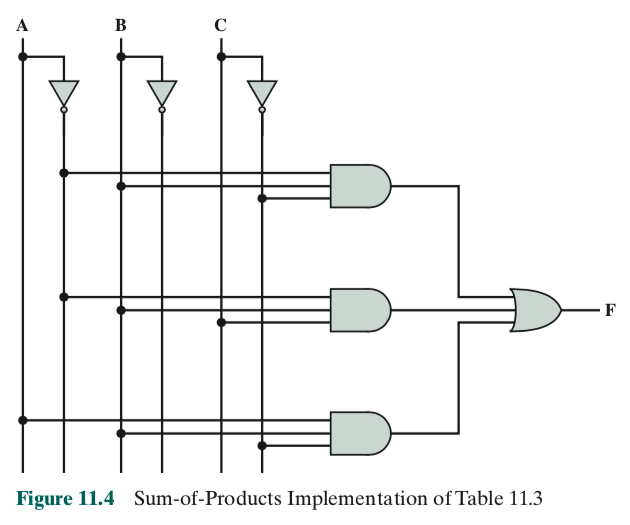 A B C
F
Figure 11.4 Sum-of-Products Implementation of Table 11.3